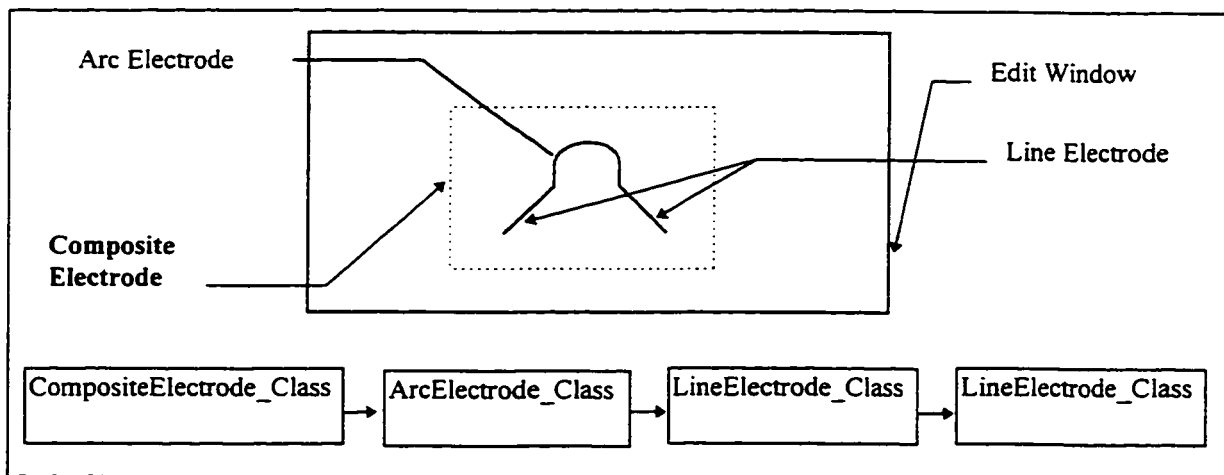 Arc Electrode
Edit Window
Line Electrode
Composite
Electrode
CompositeElectrode_Class
ArcElectrode_Class
LineElectrode_Class
LineElectrode_Class